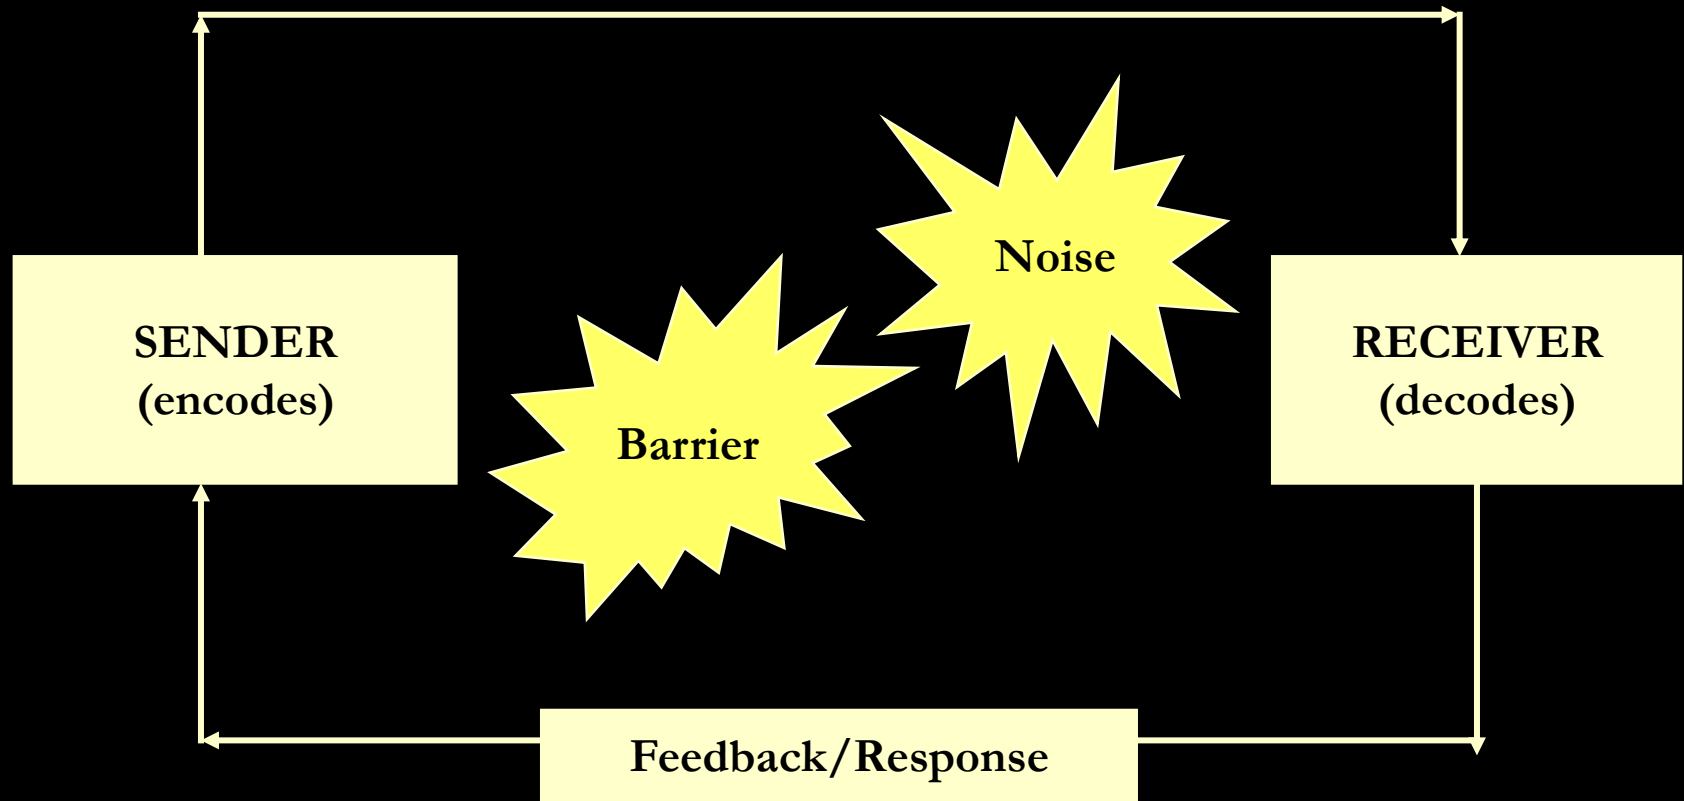 Noise
SENDER
(encodes)
RECEIVER
(decodes)
Barrier
Feedback/Response